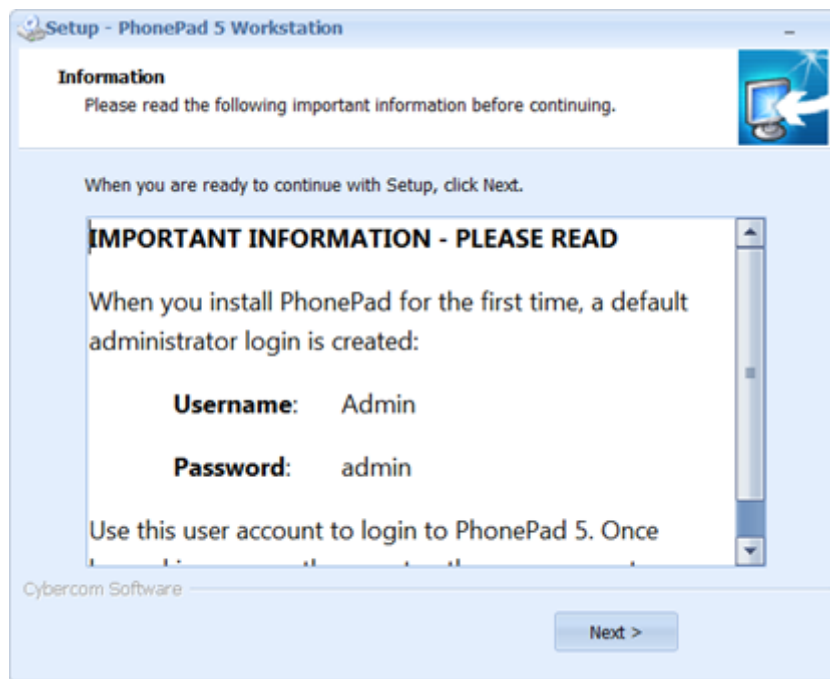 Setup - PhonePad 5 Workstation
Information
Please read the following important information before continuing.
When you are ready to continue with Setup, click Next.
IMPORTANT INFORMATION - PLEASE READ
When you install PhonePad for the first time, a default
administrator login is created:
Username: Admin
Password: admin
Use this user account to login to PhonePad 5. Once
Cybercom Software
Next >